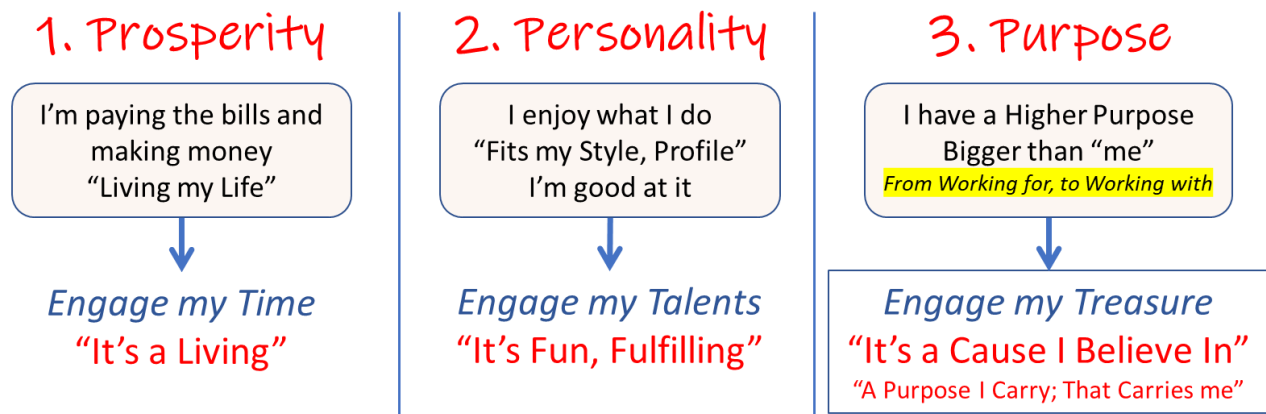 1. Prosperity
I’m paying the bills and
making money
“Living my Life”
Engage my Time
“It’s a Living”
2. Personality
I enjoy what I do
“Fits my Style, Profile”
I’m good at it
Engage my Talents
“It’s Fun, Fulfilling”
3. Purpose
I have a Higher Purpose
Bigger than “me”
From Working for, to Working with
Engage my Treasure
“It’s a Cause I Believe In”
“A Purpose I Carry; That Carries me”